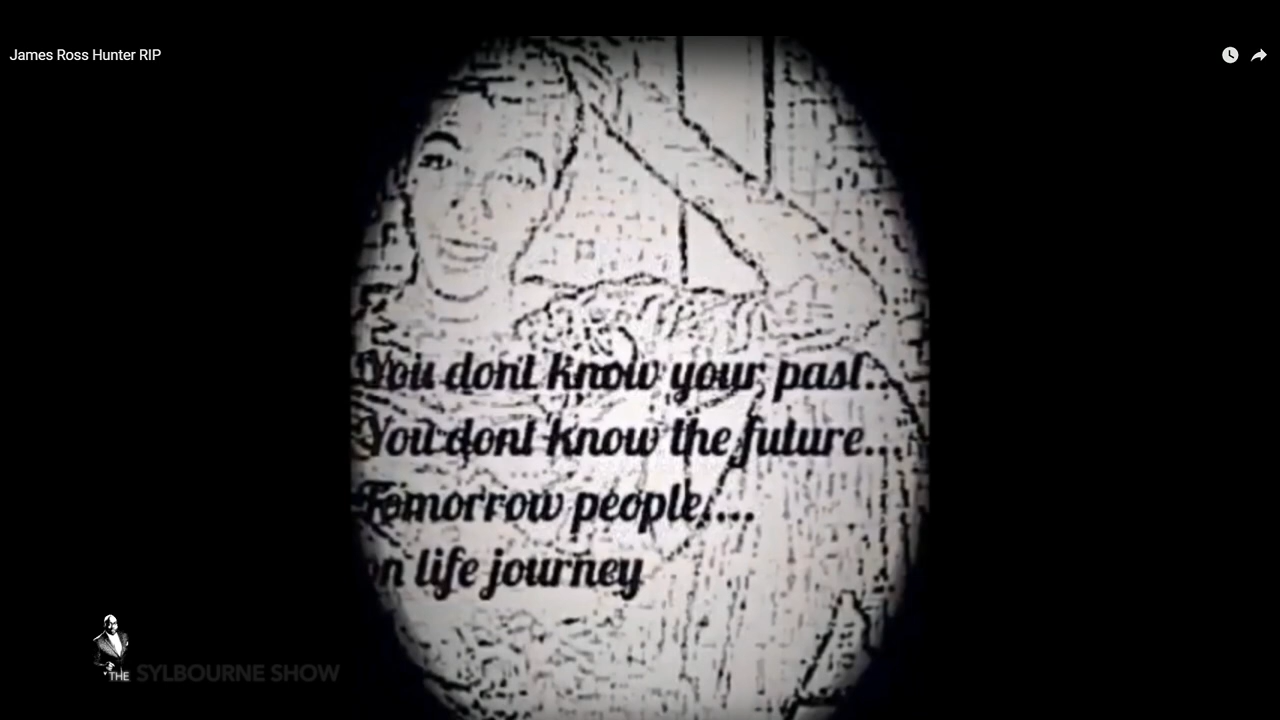 James Ross Hunter RIP
You dont know your past...
You dont know the future...
Tomorrow people....
on life journey
THE SYLBOURNE SHOW